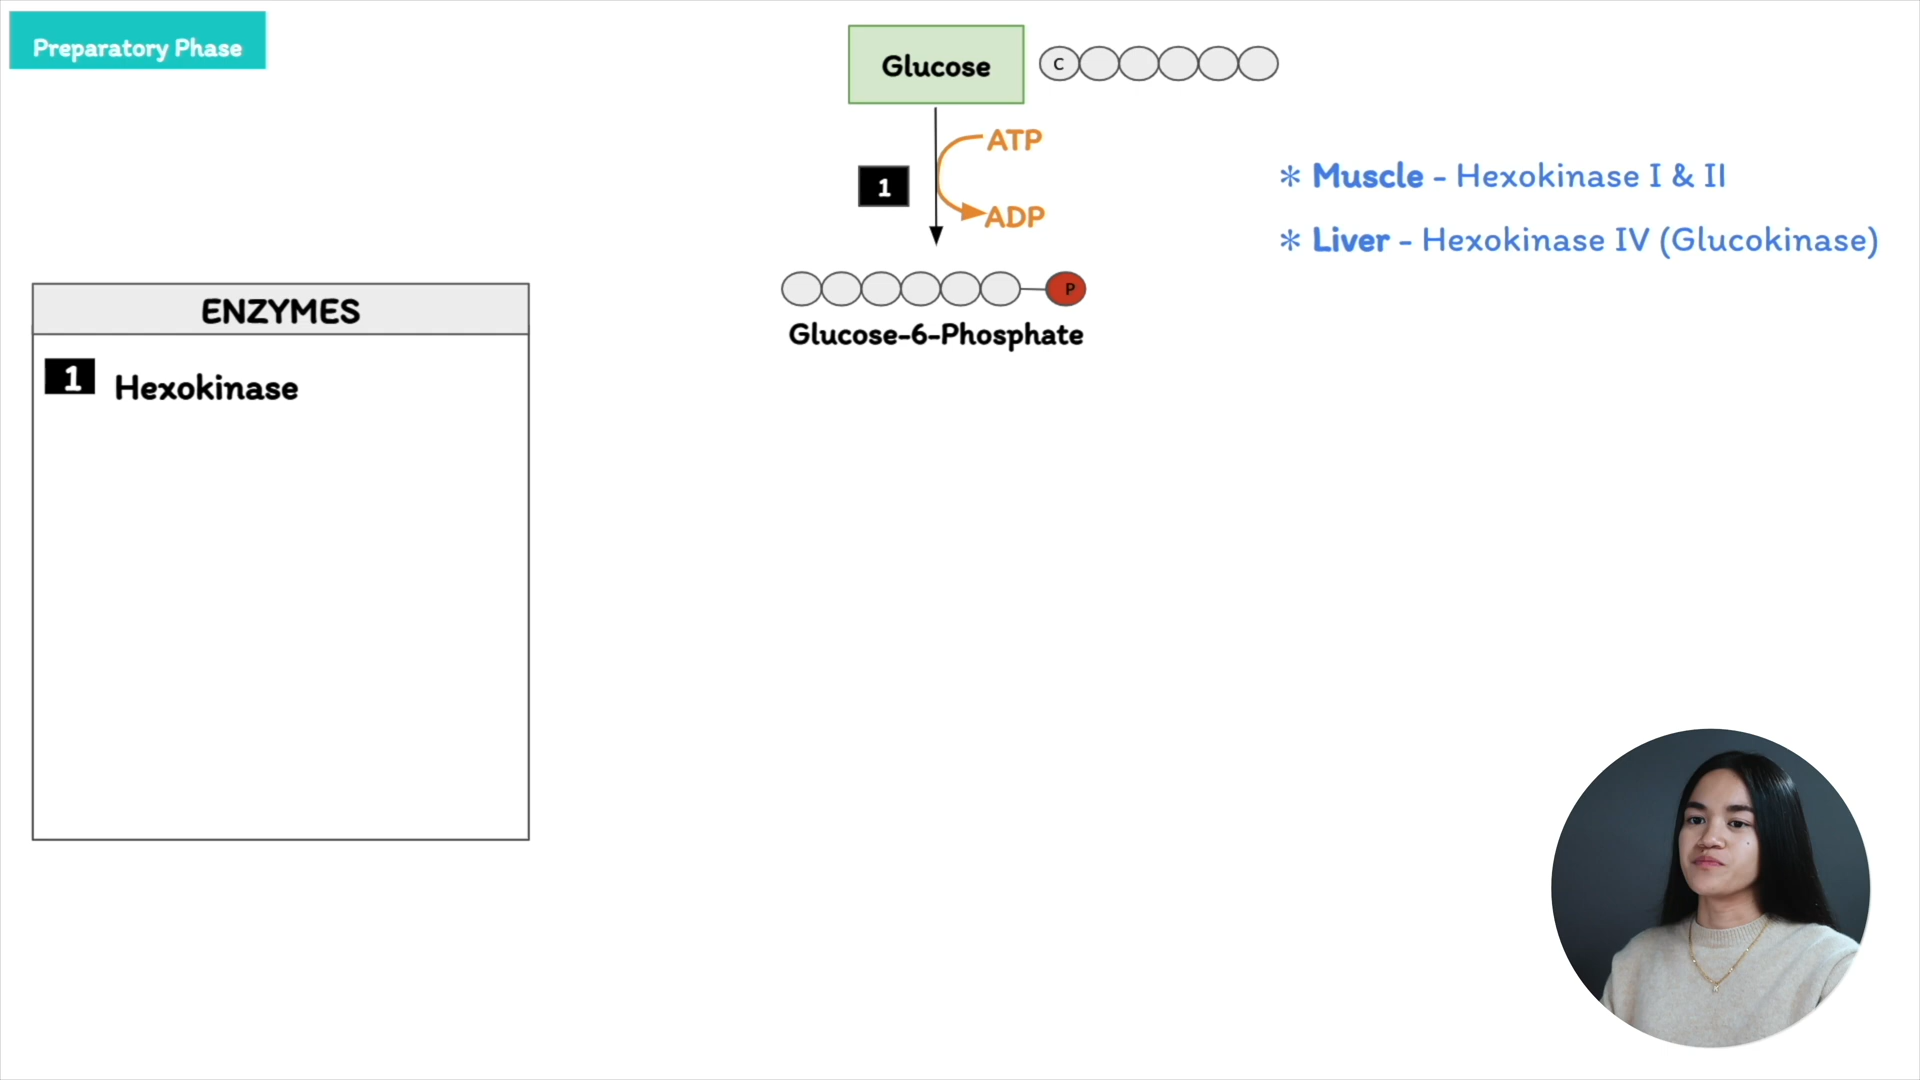 Preparatory Phase
Glucose
C
ATP
1
ADP
* Muscle - Hexokinase I & II
* Liver - Hexokinase IV (Glucokinase)
P
Glucose-6-Phosphate
ENZYMES
1 Hexokinase